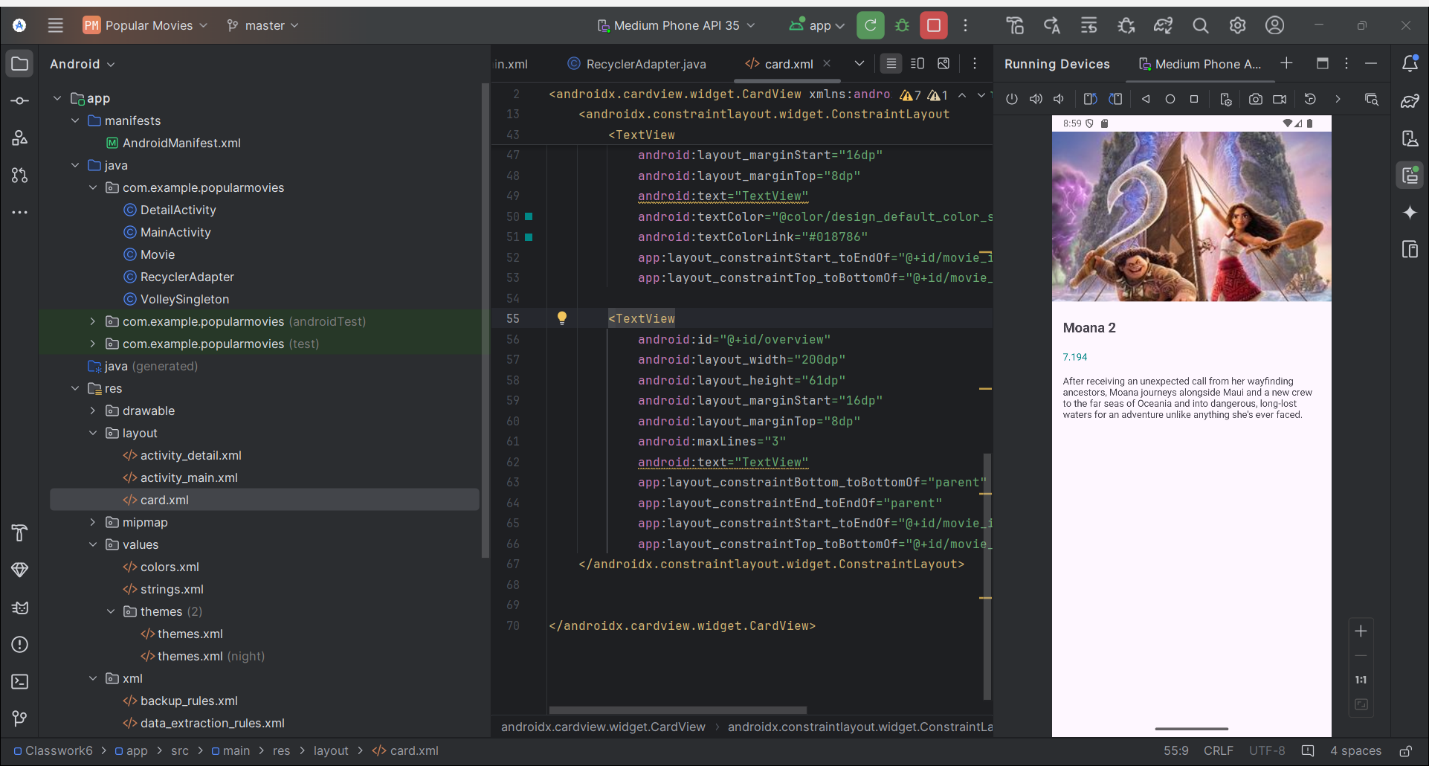 PM Popular Movies master Medium Phone API 35 app
Android
app
manifests
AndroidManifest.xml
java
com.example.popularmovies
DetailActivity
MainActivity
Movie
RecyclerAdapter
VolleySingleton
com.example.popularmovies (androidTest)
com.example.popularmovies (test)
java (generated)
res
drawable
layout
activity_detail.xml
activity_main.xml
card.xml
mipmap
values
colors.xml
strings.xml
themes (2)
themes.xml
themes.xml (night)
xml
backup_rules.xml
data_extraction_rules.xml
in.xml RecyclerAdapter.java card.xml
2 <androidx.cardview.widget.CardView xmlns:andro 7 1
13 <androidx.constraintlayout.widget.ConstraintLayout
43 <TextView
47 android:layout_marginStart="16dp"
48 android:layout_marginTop="8dp"
49 android:text="TextView"
50 android:textColor="@color/design_default_color_s
51 android:textColorLink="#018786"
52 app:layout_constraintStart_toEndOf="@+id/movie_i
53 app:layout_constraintTop_toBottomOf="@+id/movie_
54
55 <TextView
56 android:id="@+id/overview"
57 android:layout_width="200dp"
58 android:layout_height="61dp"
59 android:layout_marginStart="16dp"
60 android:layout_marginTop="8dp"
61 android:maxLines="3"
62 android:text="TextView"
63 app:layout_constraintBottom_toBottomOf="parent"
64 app:layout_constraintEnd_toEndOf="parent"
65 app:layout_constraintStart_toEndOf="@+id/movie_i
66 app:layout_constraintTop_toBottomOf="@+id/movie_
67 </androidx.constraintlayout.widget.ConstraintLayout>
68
69
70 </androidx.cardview.widget.CardView>
androidx.cardview.widget.CardView androidx.constraintlayout.widget.ConstraintLa
Running Devices Medium Phone A...
8:59
Moana 2
7.194
After receiving an unexpected call from her wayfinding
ancestors, Moana journeys alongside Maui and a new crew
to the far seas of Oceania and into dangerous, long-lost
waters for an adventure unlike anything she's ever faced.
1:1
Classwork6 > app > src > main > res > layout > card.xml
55:9 CRLF UTF-8 4 spaces